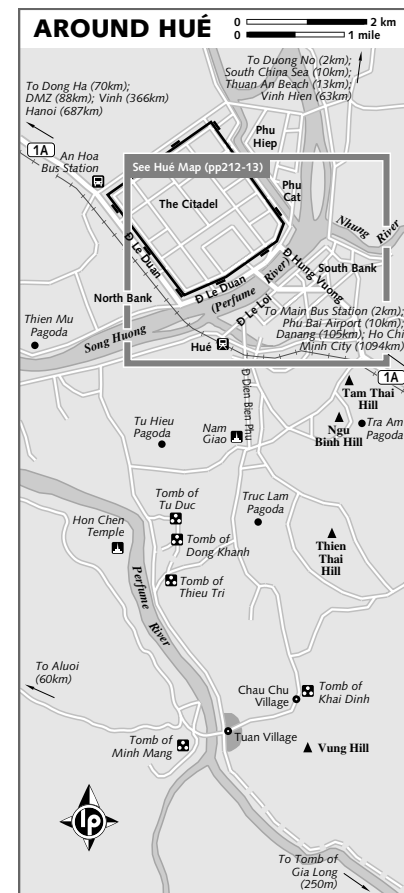 AROUND HUÉ
0 2 km
0 1 mile
To Duong No (2km);
South China Sea (10km);
Thuan An Beach (13km);
Vinh Hien (63km)
To Dong Ha (70km);
DMZ (88km); Vinh (366km)
Hanoi (687km)
Phu
Hiep
1A
An Hoa
Bus Station
See Hué Map (pp212-13)
The Citadel
Phu
Cat
Nhung River
Đ Le Duan
Đ Hung Vuong
South Bank
Đ Le Duan
(Perfume
River)
North Bank
Đ Le Loi
To Main Bus Station (2km);
Phu Bai Airport (10km);
Danang (105km); Ho Chi
Minh City (1094km)
Thien Mu
Pagoda
Song Huong
Hué
1A
Đ Dien Bien Phu
Tam Thai
Hill
Tu Hieu
Pagoda
Nam
Giao
Ngu
Binh Hill
Tra Am
Pagoda
Tomb of
Tu Duc
Truc Lam
Pagoda
Hon Chen
Temple
Tomb of
Dong Khanh
Thien
Thai
Hill
Tomb of
Thieu Tri
Perfume
River
To Aluoi
(60km)
Chau Chu
Village
Tomb of
Khai Dinh
Tomb of
Minh Mang
Tuan Village
Vung Hill
lp
To Tomb of
Gia Long
(250m)